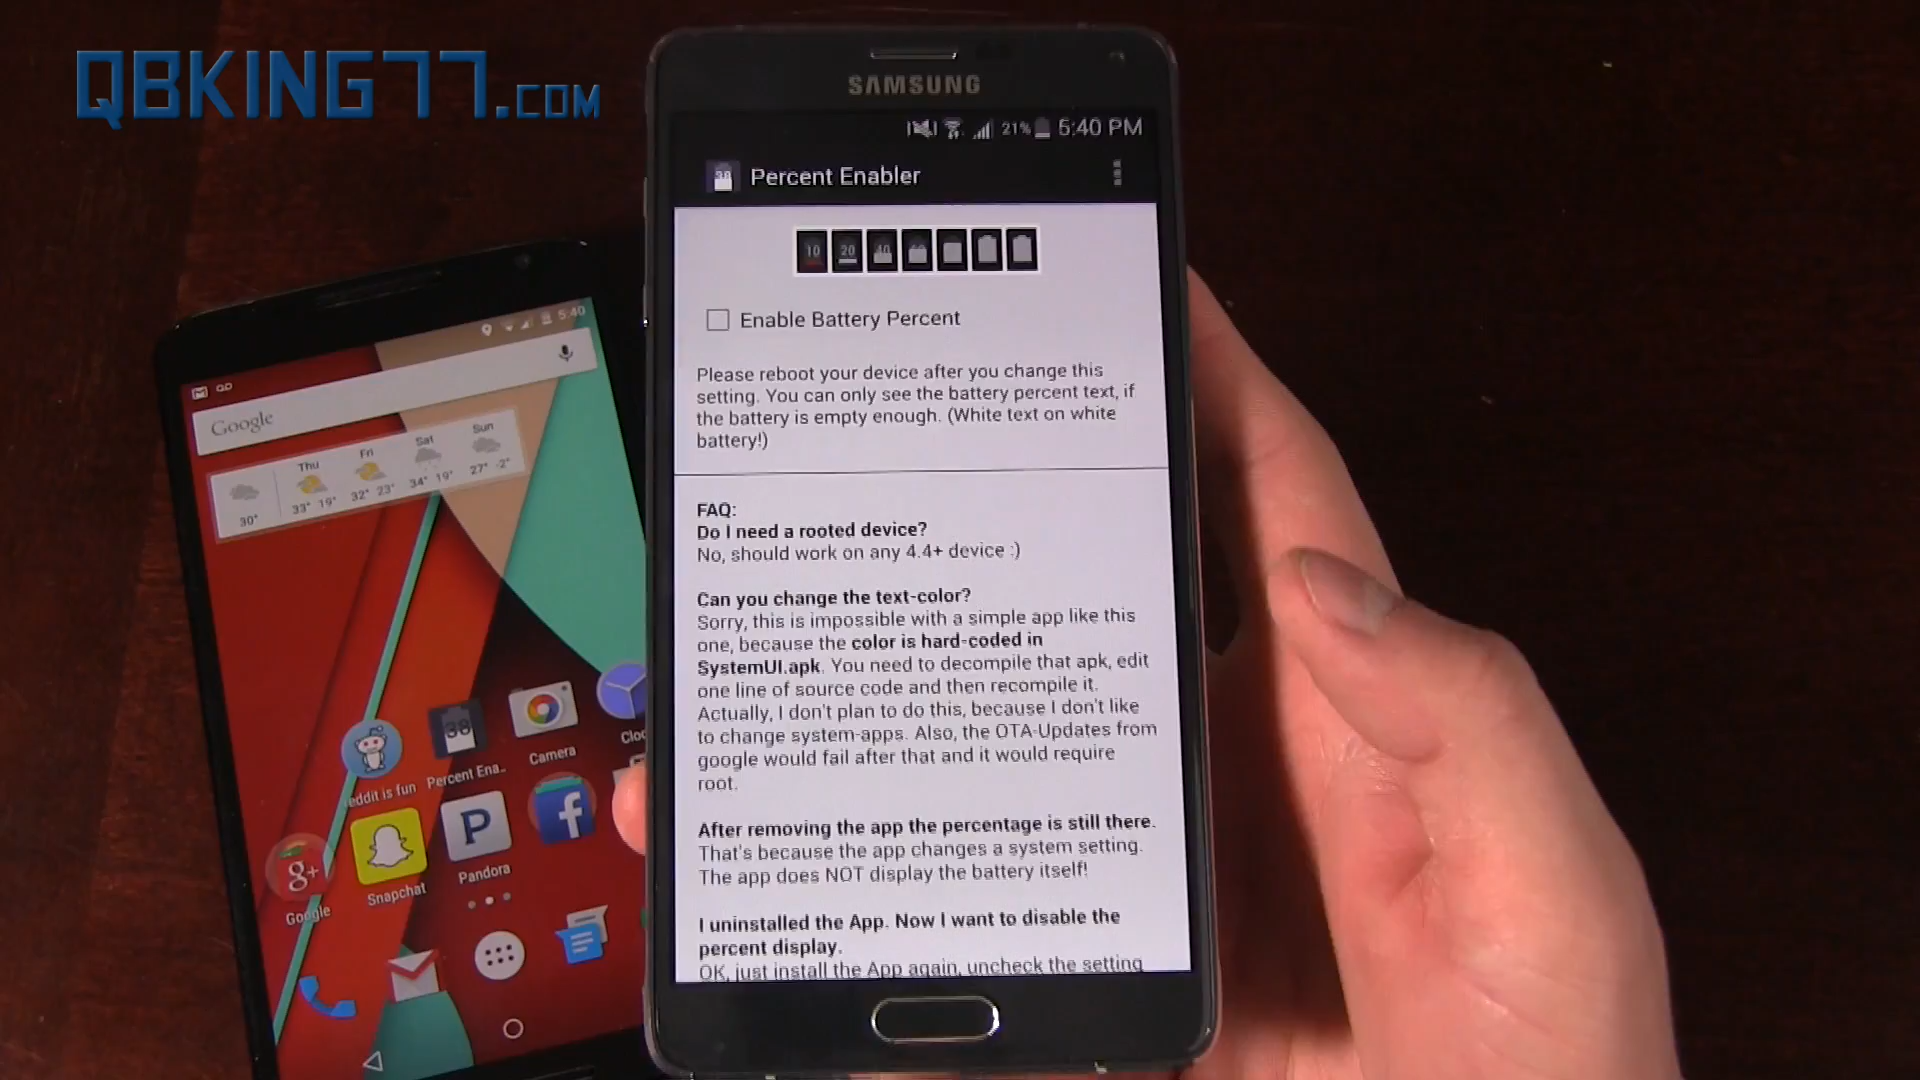 QBKING77.COM
SAMSUNG
21% 5:40 PM
38 Percent Enabler
10 20 40 60
Enable Battery Percent
Please reboot your device after you change this
setting. You can only see the battery percent text, if
the battery is empty enough. (White text on white
battery!)
FAQ:
Do I need a rooted device?
No, should work on any 4.4+ device :)
Can you change the text-color?
Sorry, this is impossible with a simple app like this
one, because the color is hard-coded in
SystemUI.apk. You need to decompile that apk, edit
one line of source code and then recompile it.
Actually, I don't plan to do this, because I don't like
to change system-apps. Also, the OTA-Updates from
google would fail after that and it would require
root.
After removing the app the percentage is still there.
That's because the app changes a system setting.
The app does NOT display the battery itself!
I uninstalled the App. Now I want to disable the
percent display.
OK, just install the App again, uncheck the setting
5:40
Google
Thu Fri Sat Sun
30° 33° 19° 32° 23° 34° 19° 27° -2°
38
eddit is fun Percent Ena.. Camera Cloc
g+ P f
Google Snapchat Pandora